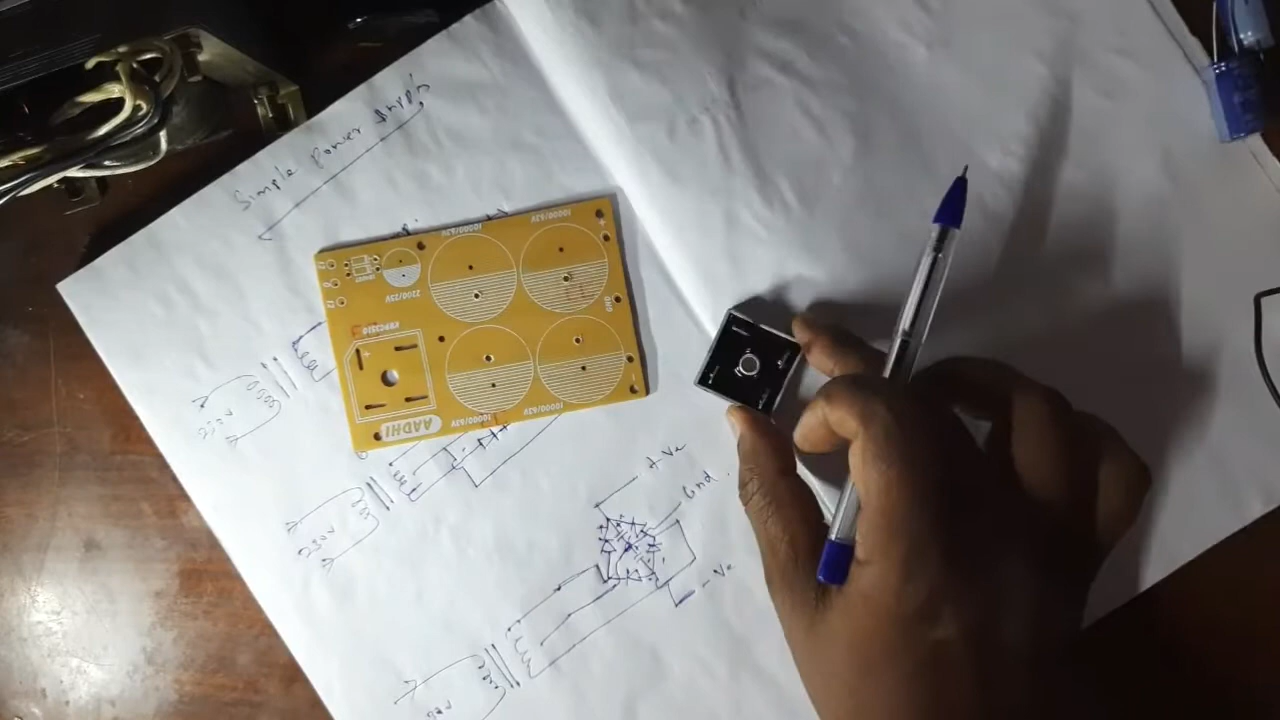 Simple Power Supply
10000/63V
10000/63V
2200/25V
GND
KBPC3510
+
-
10000/63V
10000/63V
AADHI
230V
230V
+Ve
Gnd
-Ve